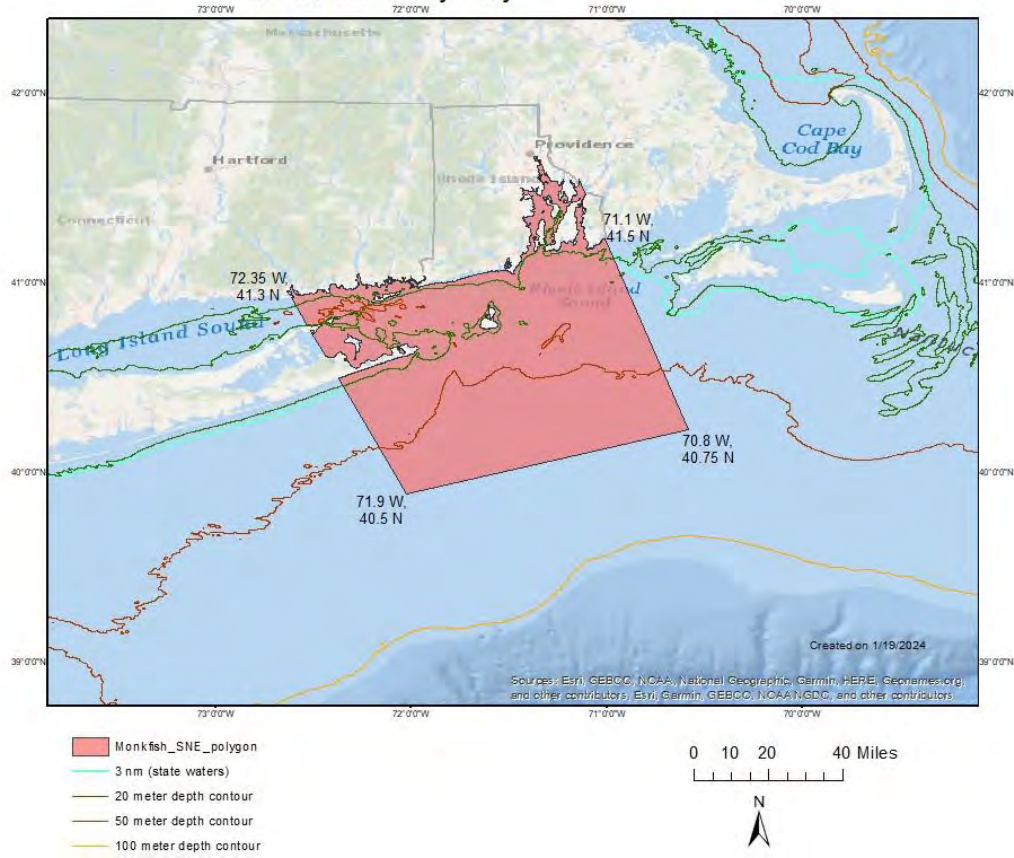 73°0'0"W 72°0'0"W 71°0'0"W 70°0'0"W
Massachusetts
42°0'0"N 42°0'0"N
Cape
Cod Bay
Providence
Hartford
Rhode Island
Connecticut
71.1 W,
41.5 N
72.35 W,
41.3 N
41°0'0"N 41°0'0"N
Long Island Sound
Sound
70.8 W,
40.75 N
40°0'0"N 40°0'0"N
71.9 W,
40.5 N
Created on 1/19/2024
39°0'0"N 39°0'0"N
Sources: Esri, GEBCO, NOAA, National Geographic, Garmin, HERE, Geonames.org,
and other contributors, Esri, Garmin, GEBCO, NOAA NGDC, and other contributors
73°0'0"W 72°0'0"W 71°0'0"W 70°0'0"W
Monkfish_SNE_polygon
3 nm (state waters)
20 meter depth contour
50 meter depth contour
100 meter depth contour
0 10 20 40 Miles
N